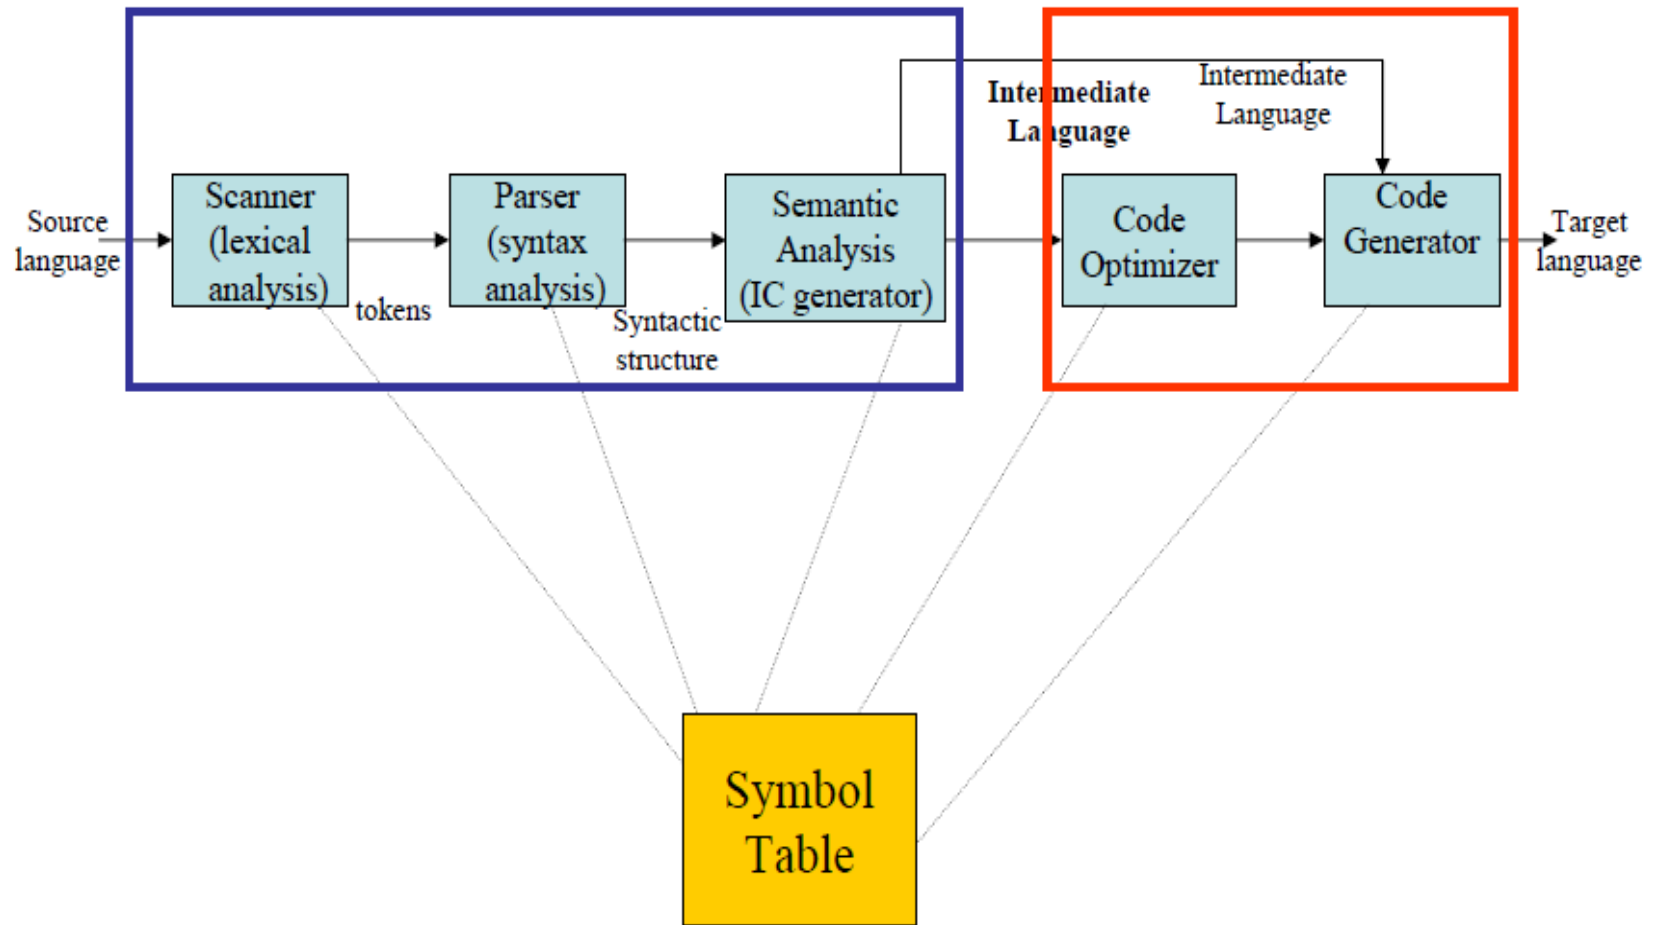 Source
language
Scanner
(lexical
analysis)
tokens
Parser
(syntax
analysis)
Syntactic
structure
Semantic
Analysis
(IC generator)
Intermediate
Language
Intermediate
Language
Code
Optimizer
Code
Generator
Target
language
Symbol
Table